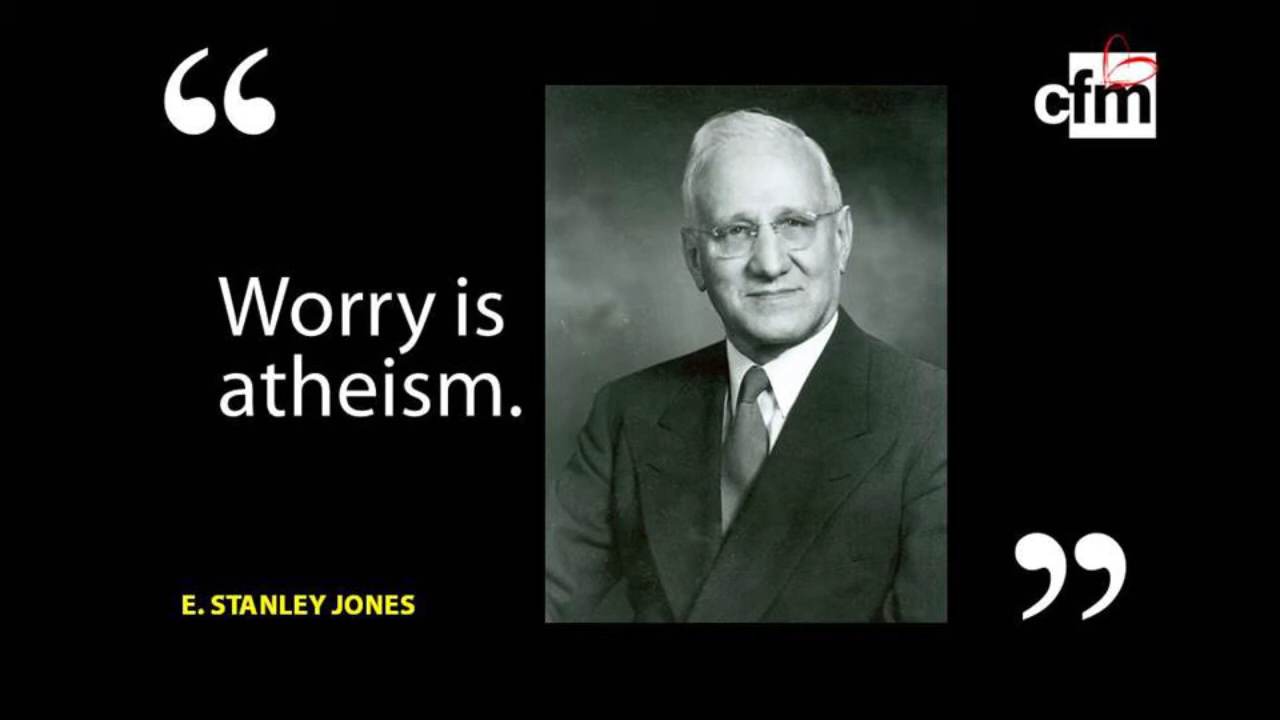 “
cfm
Worry is
atheism.
E. STANLEY JONES
”